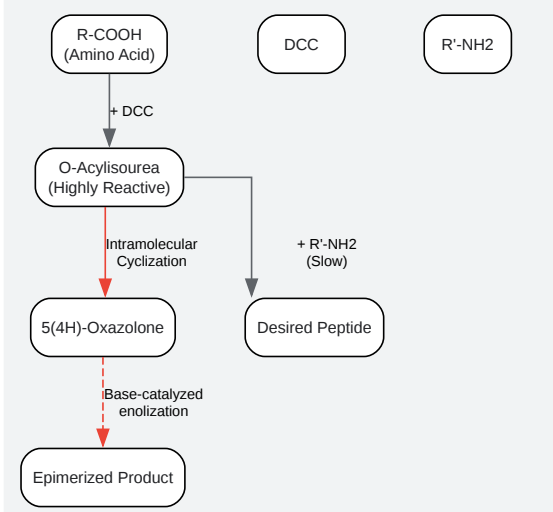 R-COOH
(Amino Acid)
DCC
R'-NH2
+ DCC
O-Acylisourea
(Highly Reactive)
Intramolecular
Cyclization
+ R'-NH2
(Slow)
5(4H)-Oxazolone
Desired Peptide
Base-catalyzed
enolization
Epimerized Product